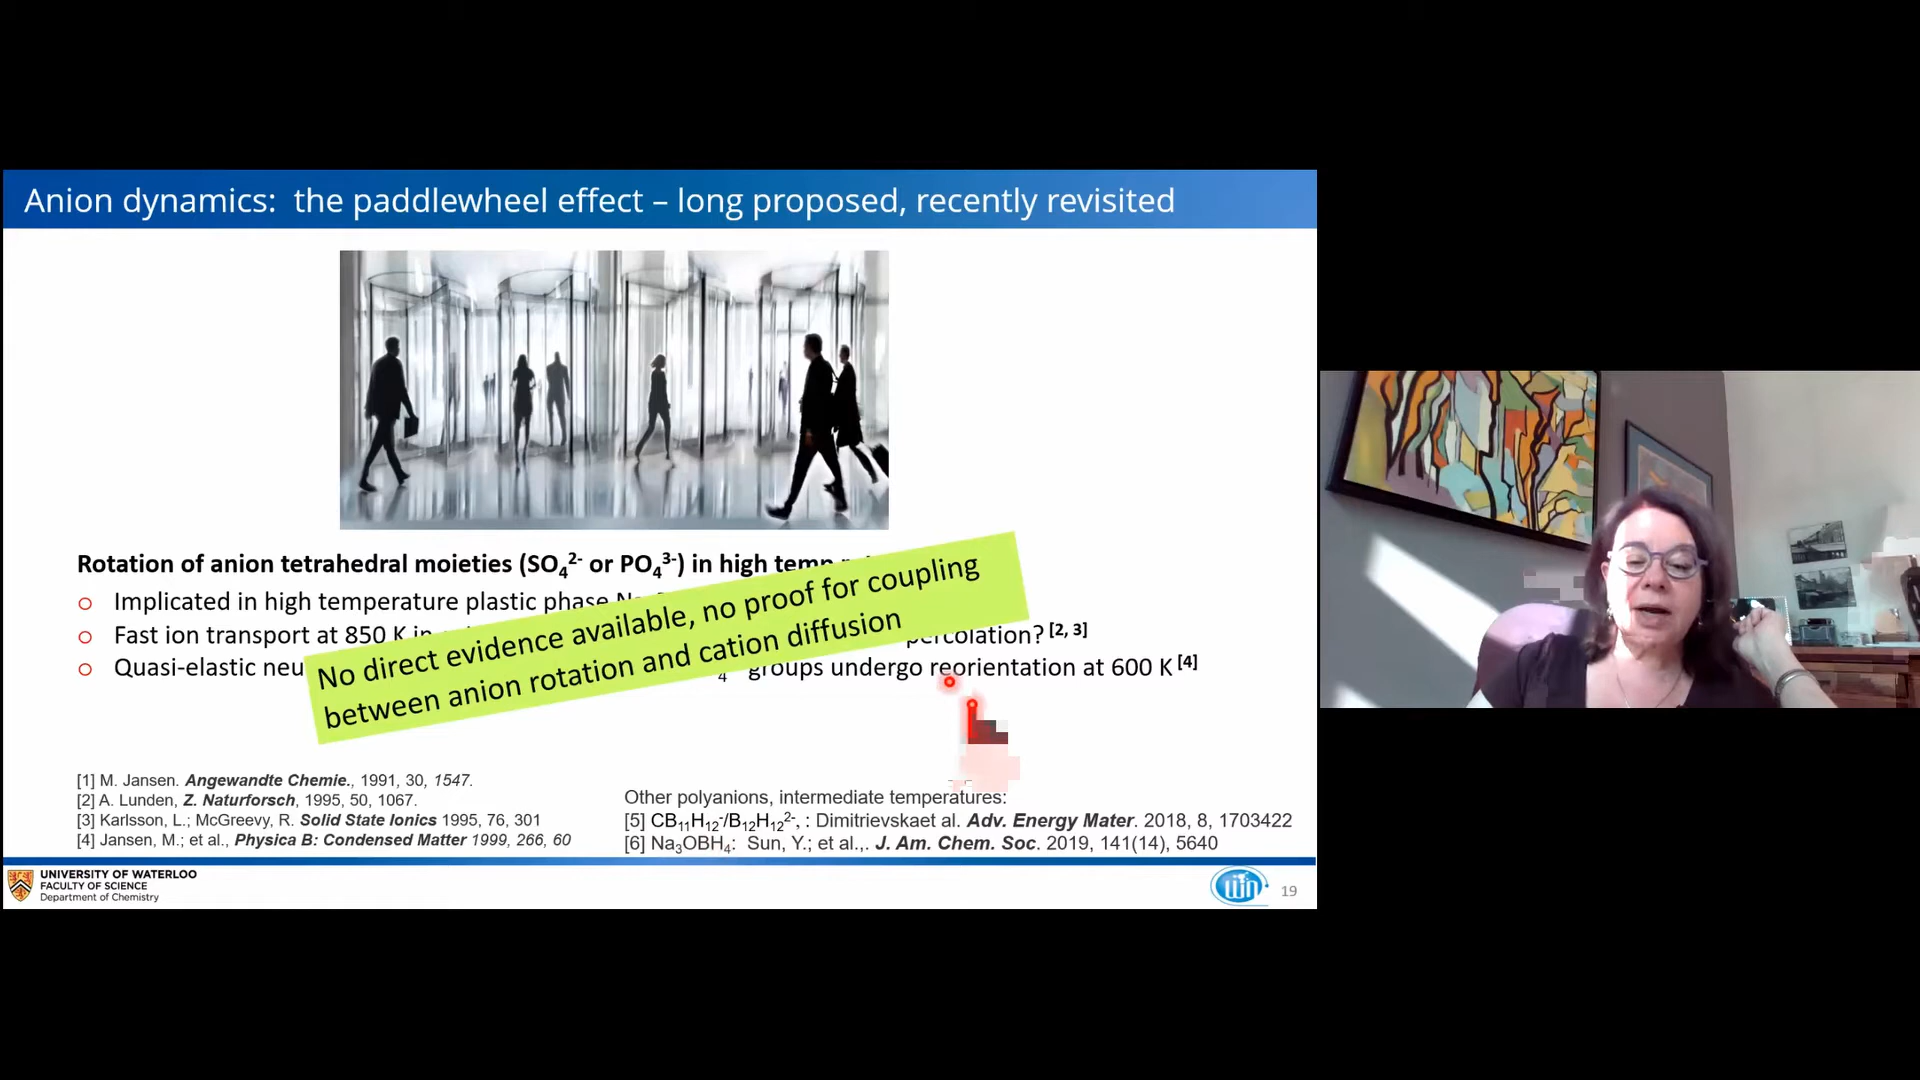 Anion dynamics: the paddlewheel effect – long proposed, recently revisited
Rotation of anion tetrahedral moieties (SO₄²⁻ or PO₄³⁻) in high temp
Implicated in high temperature plastic phase
Fast ion transport at 850 K in percolation? [2, 3]
Quasi-elastic groups undergo reorientation at 600 K [4]
No direct evidence available, no proof for coupling
between anion rotation and cation diffusion
[1] M. Jansen. Angewandte Chemie., 1991, 30, 1547.
[2] A. Lunden, Z. Naturforsch, 1995, 50, 1067.
[3] Karlsson, L.; McGreevy, R. Solid State Ionics 1995, 76, 301
[4] Jansen, M.; et al., Physica B: Condensed Matter 1999, 266, 60
Other polyanions, intermediate temperatures:
[5] CB₁₁H₁₂⁻/B₁₂H₁₂²⁻, : Dimitrievskaet al. Adv. Energy Mater. 2018, 8, 1703422
[6] Na₃OBH₄: Sun, Y.; et al.,. J. Am. Chem. Soc. 2019, 141(14), 5640
UNIVERSITY OF WATERLOO
FACULTY OF SCIENCE
Department of Chemistry
win
19